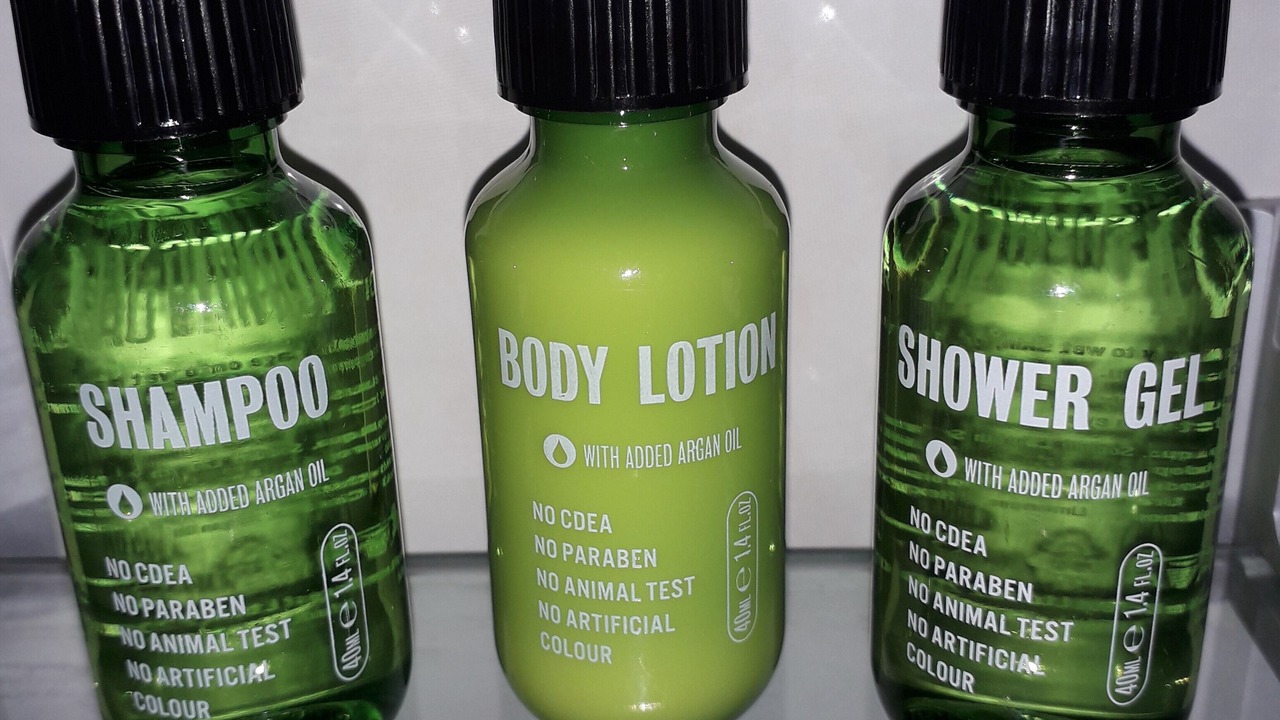 SHAMPOO
WITH ADDED ARGAN OIL
NO CDEA
NO PARABEN
NO ANIMAL TEST
NO ARTIFICIAL
COLOUR
40ML e 1.4 FL.OZ
BODY LOTION
WITH ADDED ARGAN OIL
NO CDEA
NO PARABEN
NO ANIMAL TEST
NO ARTIFICIAL
COLOUR
40ML e 1.4 FL.OZ
SHOWER GEL
WITH ADDED ARGAN OIL
NO CDEA
NO PARABEN
NO ANIMAL TEST
NO ARTIFICIAL
COLOUR
40ML e 1.4 FL.OZ